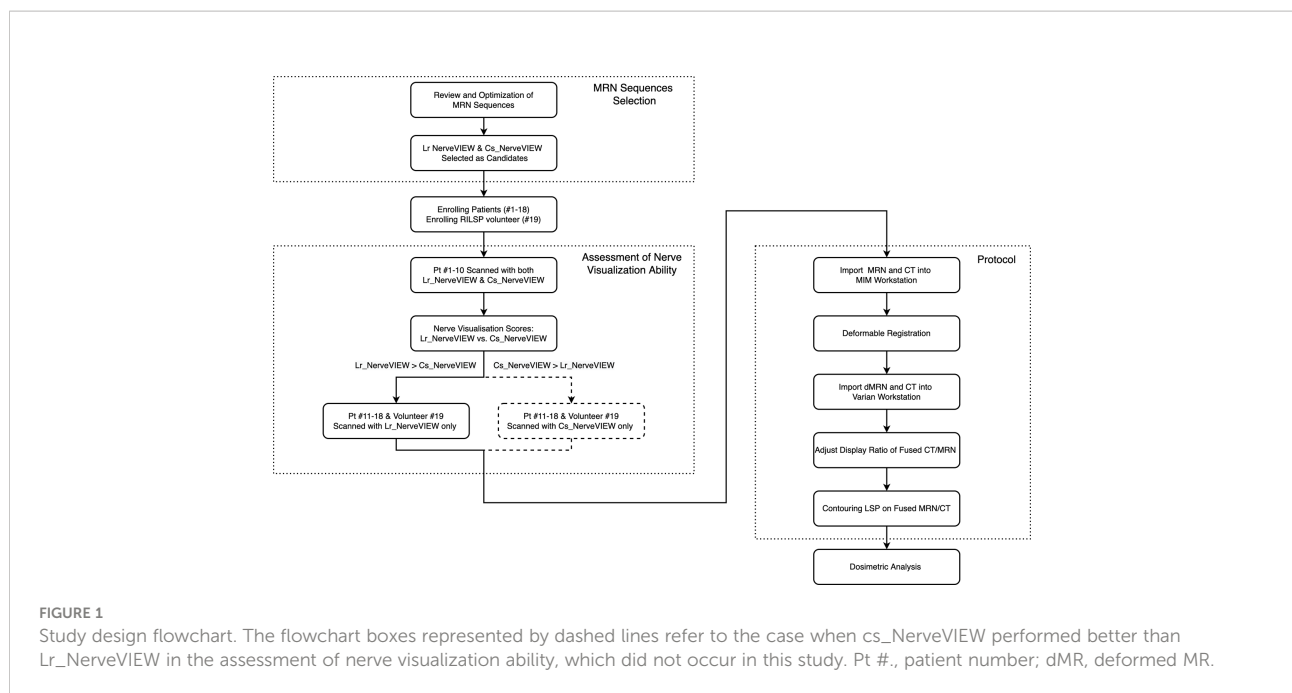 MRN Sequences
Selection
Review and Optimization of
MRN Sequences
Lr NerveVIEW & Cs_NerveVIEW
Selected as Candidates
Enrolling Patients (#1-18)
Enrolling RILSP volunteer (#19)
Assessment of Nerve
Visualization Ability
Pt #1-10 Scanned with both
Lr_NerveVIEW & Cs_NerveVIEW
Nerve Visualisation Scores:
Lr_NerveVIEW vs. Cs_NerveVIEW
Lr_NerveVIEW > Cs_NerveVIEW
Cs_NerveVIEW > Lr_NerveVIEW
Pt #11-18 & Volunteer #19
Scanned with Lr_NerveVIEW only
Pt #11-18 & Volunteer #19
Scanned with Cs_NerveVIEW only
Protocol
Import MRN and CT into
MIM Workstation
Deformable Registration
Import dMRN and CT into
Varian Workstation
Adjust Display Ratio of Fused CT/MRN
Contouring LSP on Fused MRN/CT
Dosimetric Analysis
FIGURE 1
Study design flowchart. The flowchart boxes represented by dashed lines refer to the case when cs_NerveVIEW performed better than
Lr_NerveVIEW in the assessment of nerve visualization ability, which did not occur in this study. Pt #., patient number; dMR, deformed MR.